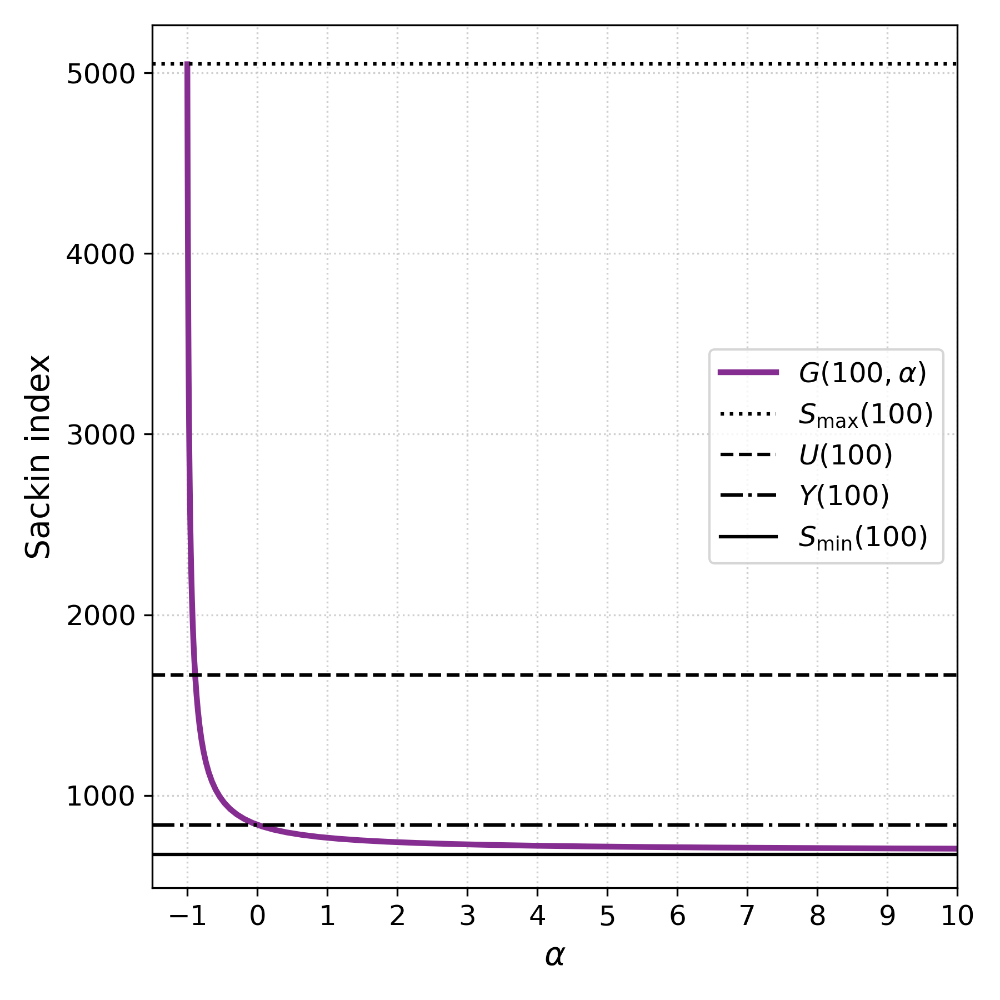 5000
4000
3000
2000
1000
Sackin index
G(100, α)
Smax(100)
U(100)
Y(100)
Smin(100)
−1 0 1 2 3 4 5 6 7 8 9 10
α